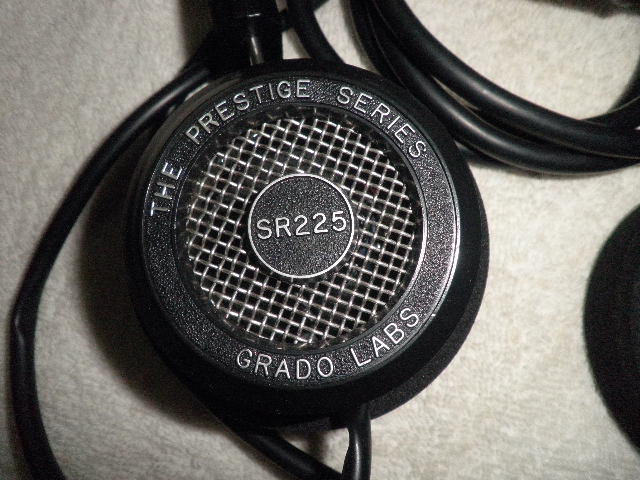 THE PRESTIGE SERIES
SR225
GRADO LABS